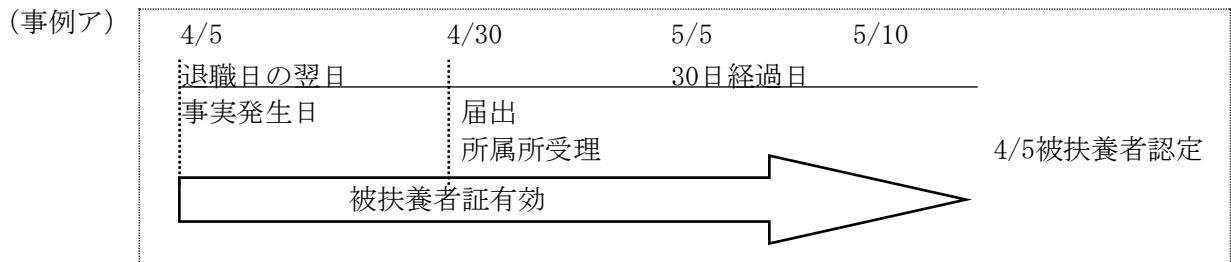 (事例ア)
4/5 4/30 5/5 5/10
退職日の翌日 30日経過日
事実発生日 届出
所属所受理 4/5被扶養者認定
被扶養者証有効